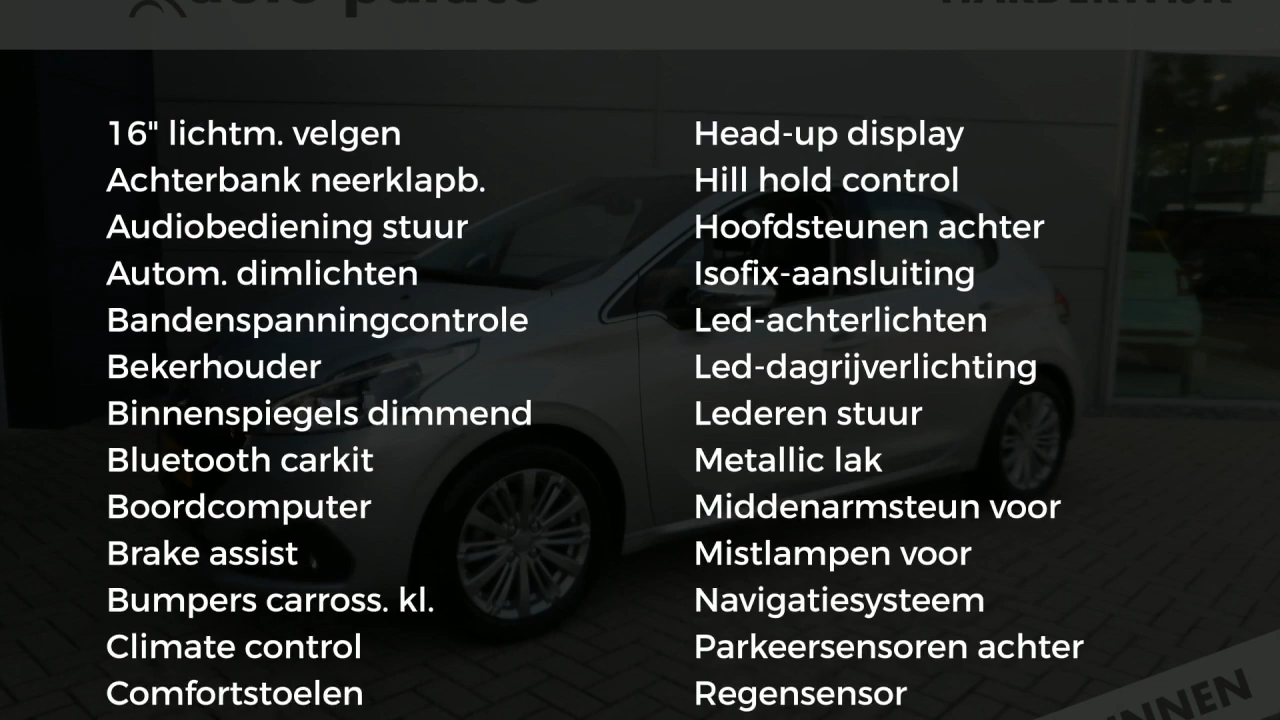 16" lichtm. velgen
Achterbank neerklapb.
Audiobediening stuur
Autom. dimlichten
Bandenspanningcontrole
Bekerhouder
Binnenspiegels dimmend
Bluetooth carkit
Boordcomputer
Brake assist
Bumpers carross. kl.
Climate control
Comfortstoelen
Head-up display
Hill hold control
Hoofdsteunen achter
Isofix-aansluiting
Led-achterlichten
Led-dagrijverlichting
Lederen stuur
Metallic lak
Middenarmsteun voor
Mistlampen voor
Navigatiesysteem
Parkeersensoren achter
Regensensor